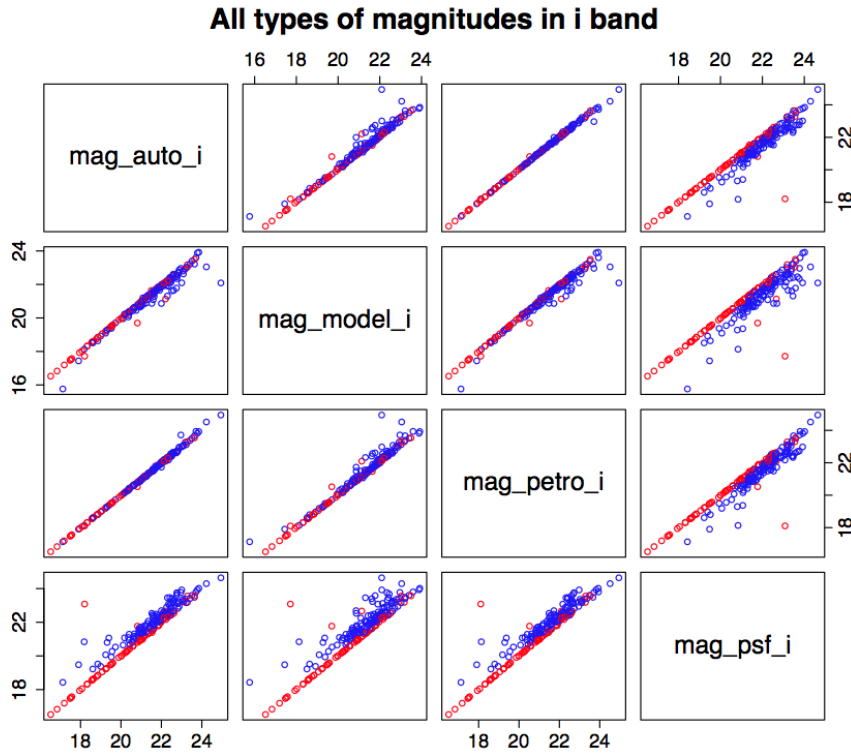 All types of magnitudes in i band
16 18 20 22 24
18 20 22 24
mag_auto_i
18
22
16
20
24
mag_model_i
mag_petro_i
18
22
18
22
mag_psf_i
18 20 22 24
18 20 22 24